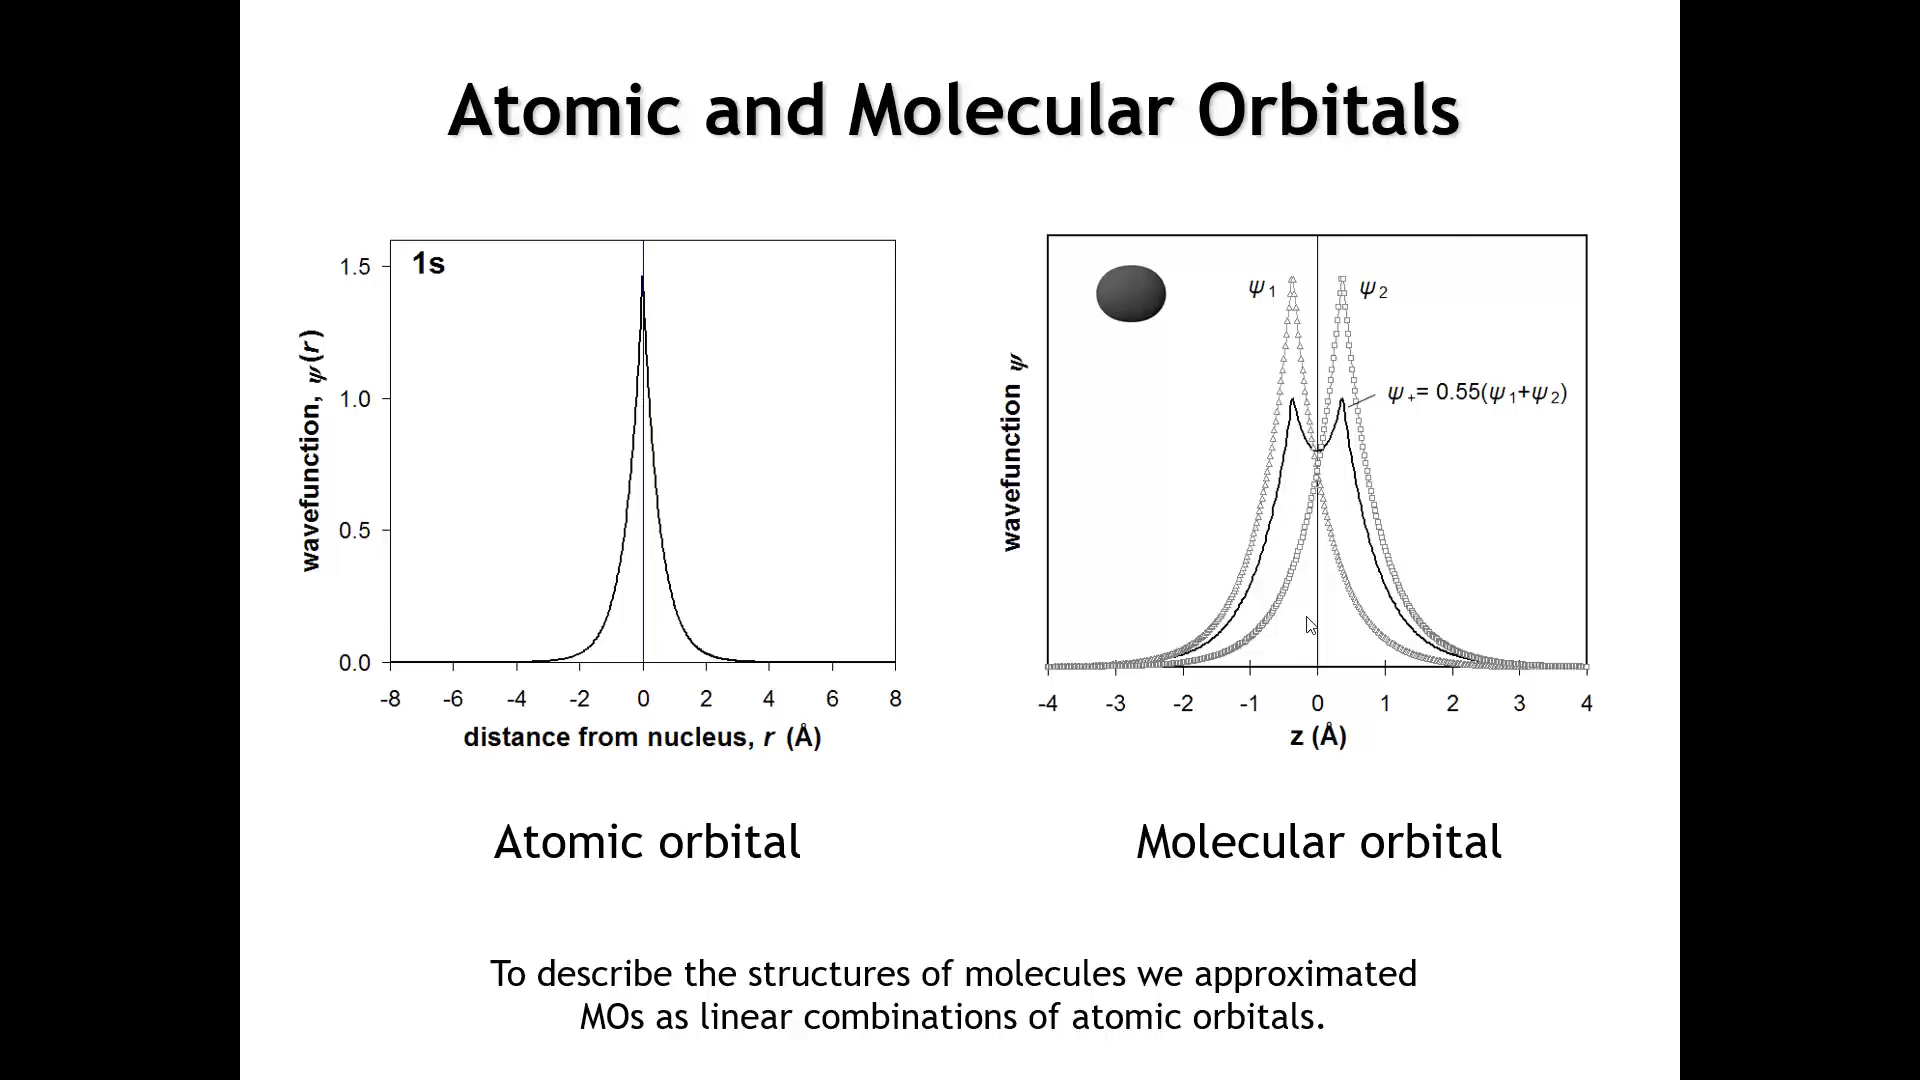 Atomic and Molecular Orbitals
1s
1.5
1.0
0.5
0.0
wavefunction, ψ(r)
-8 -6 -4 -2 0 2 4 6 8
distance from nucleus, r (Å)
Atomic orbital
ψ₁
ψ₂
ψ₊= 0.55(ψ₁+ψ₂)
wavefunction ψ
-4 -3 -2 -1 0 1 2 3 4
z (Å)
Molecular orbital
To describe the structures of molecules we approximated
MOs as linear combinations of atomic orbitals.